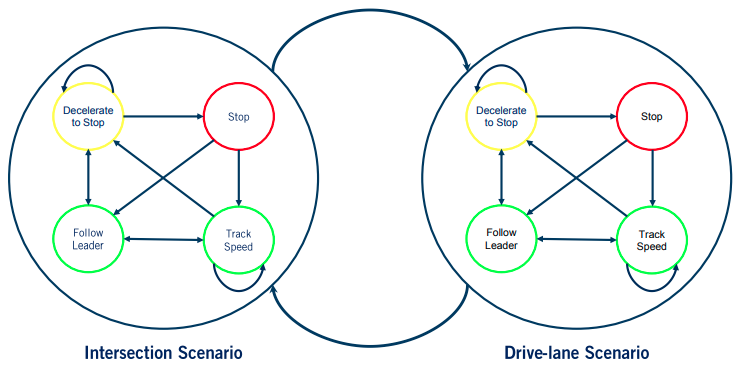 Decelerate
to Stop
Stop
Follow
Leader
Track
Speed
Intersection Scenario
Decelerate
to Stop
Stop
Follow
Leader
Track
Speed
Drive-lane Scenario